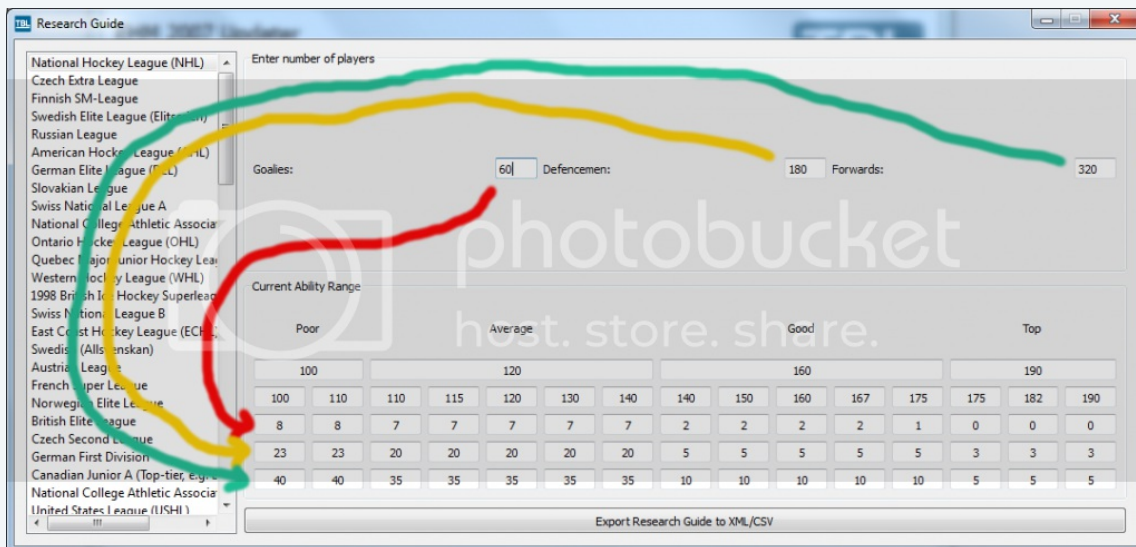 TBL Research Guide
EHM 2007 Updater
National Hockey League (NHL)
Czech Extra League
Finnish SM-League
Swedish Elite League
Russian League
American Hockey League
German Elite League
Slovakian League
Swiss National League A
National College Athletic Associa
Ontario Hockey League (OHL)
Quebec Major Junior Hockey Lea
Western Hockey League (WHL)
1998 British Ice Hockey Superleag
Swiss National League B
East Coast Hockey League (ECHL
Swedish (Allsvenskan)
Austrian League
French Super League
Norwegian Elite League
British Elite League
Czech Second League
German First Division
Canadian Junior A (Top-tier, e.g.
National College Athletic Associa
United States League (USHL)
Enter number of players
Goalies: 60 Defencemen: 180 Forwards: 320
photobucket
host. store. share.
Current Ability Range
Poor Average Good Top
100 120 160 190
100 110 110 115 120 130 140 140 150 160 167 175 175 182 190
8 8 7 7 7 7 7 2 2 2 2 1 0 0 0
23 23 20 20 20 20 20 5 5 5 5 5 3 3 3
40 40 35 35 35 35 35 10 10 10 10 10 5 5 5
Export Research Guide to XML/CSV